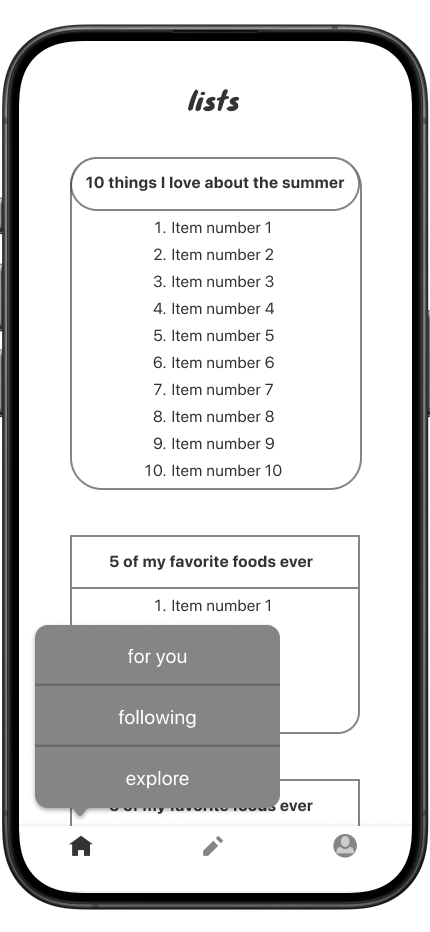 lists
10 things I love about the summer
1. Item number 1
2. Item number 2
3. Item number 3
4. Item number 4
5. Item number 5
6. Item number 6
7. Item number 7
8. Item number 8
9. Item number 9
10. Item number 10
5 of my favorite foods ever
1. Item number 1
for you
following
explore
of my favorite foods ever